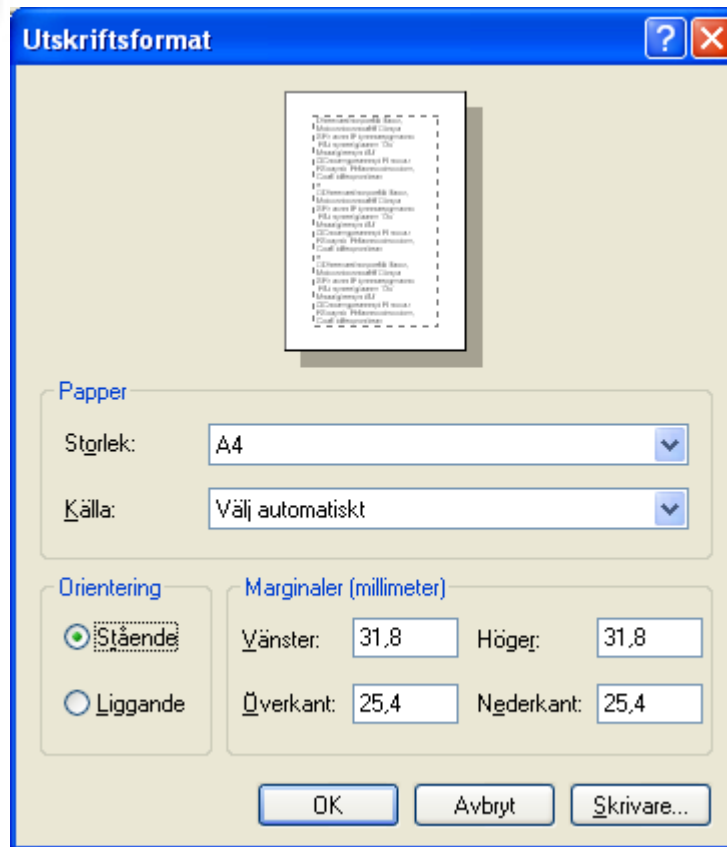 Utskriftsformat
Papper
Storlek: A4
Källa: Välj automatiskt
Orientering
Stående
Liggande
Marginaler (millimeter)
Vänster: 31,8 Höger: 31,8
Överkant: 25,4 Nederkant: 25,4
OK Avbryt Skrivare...